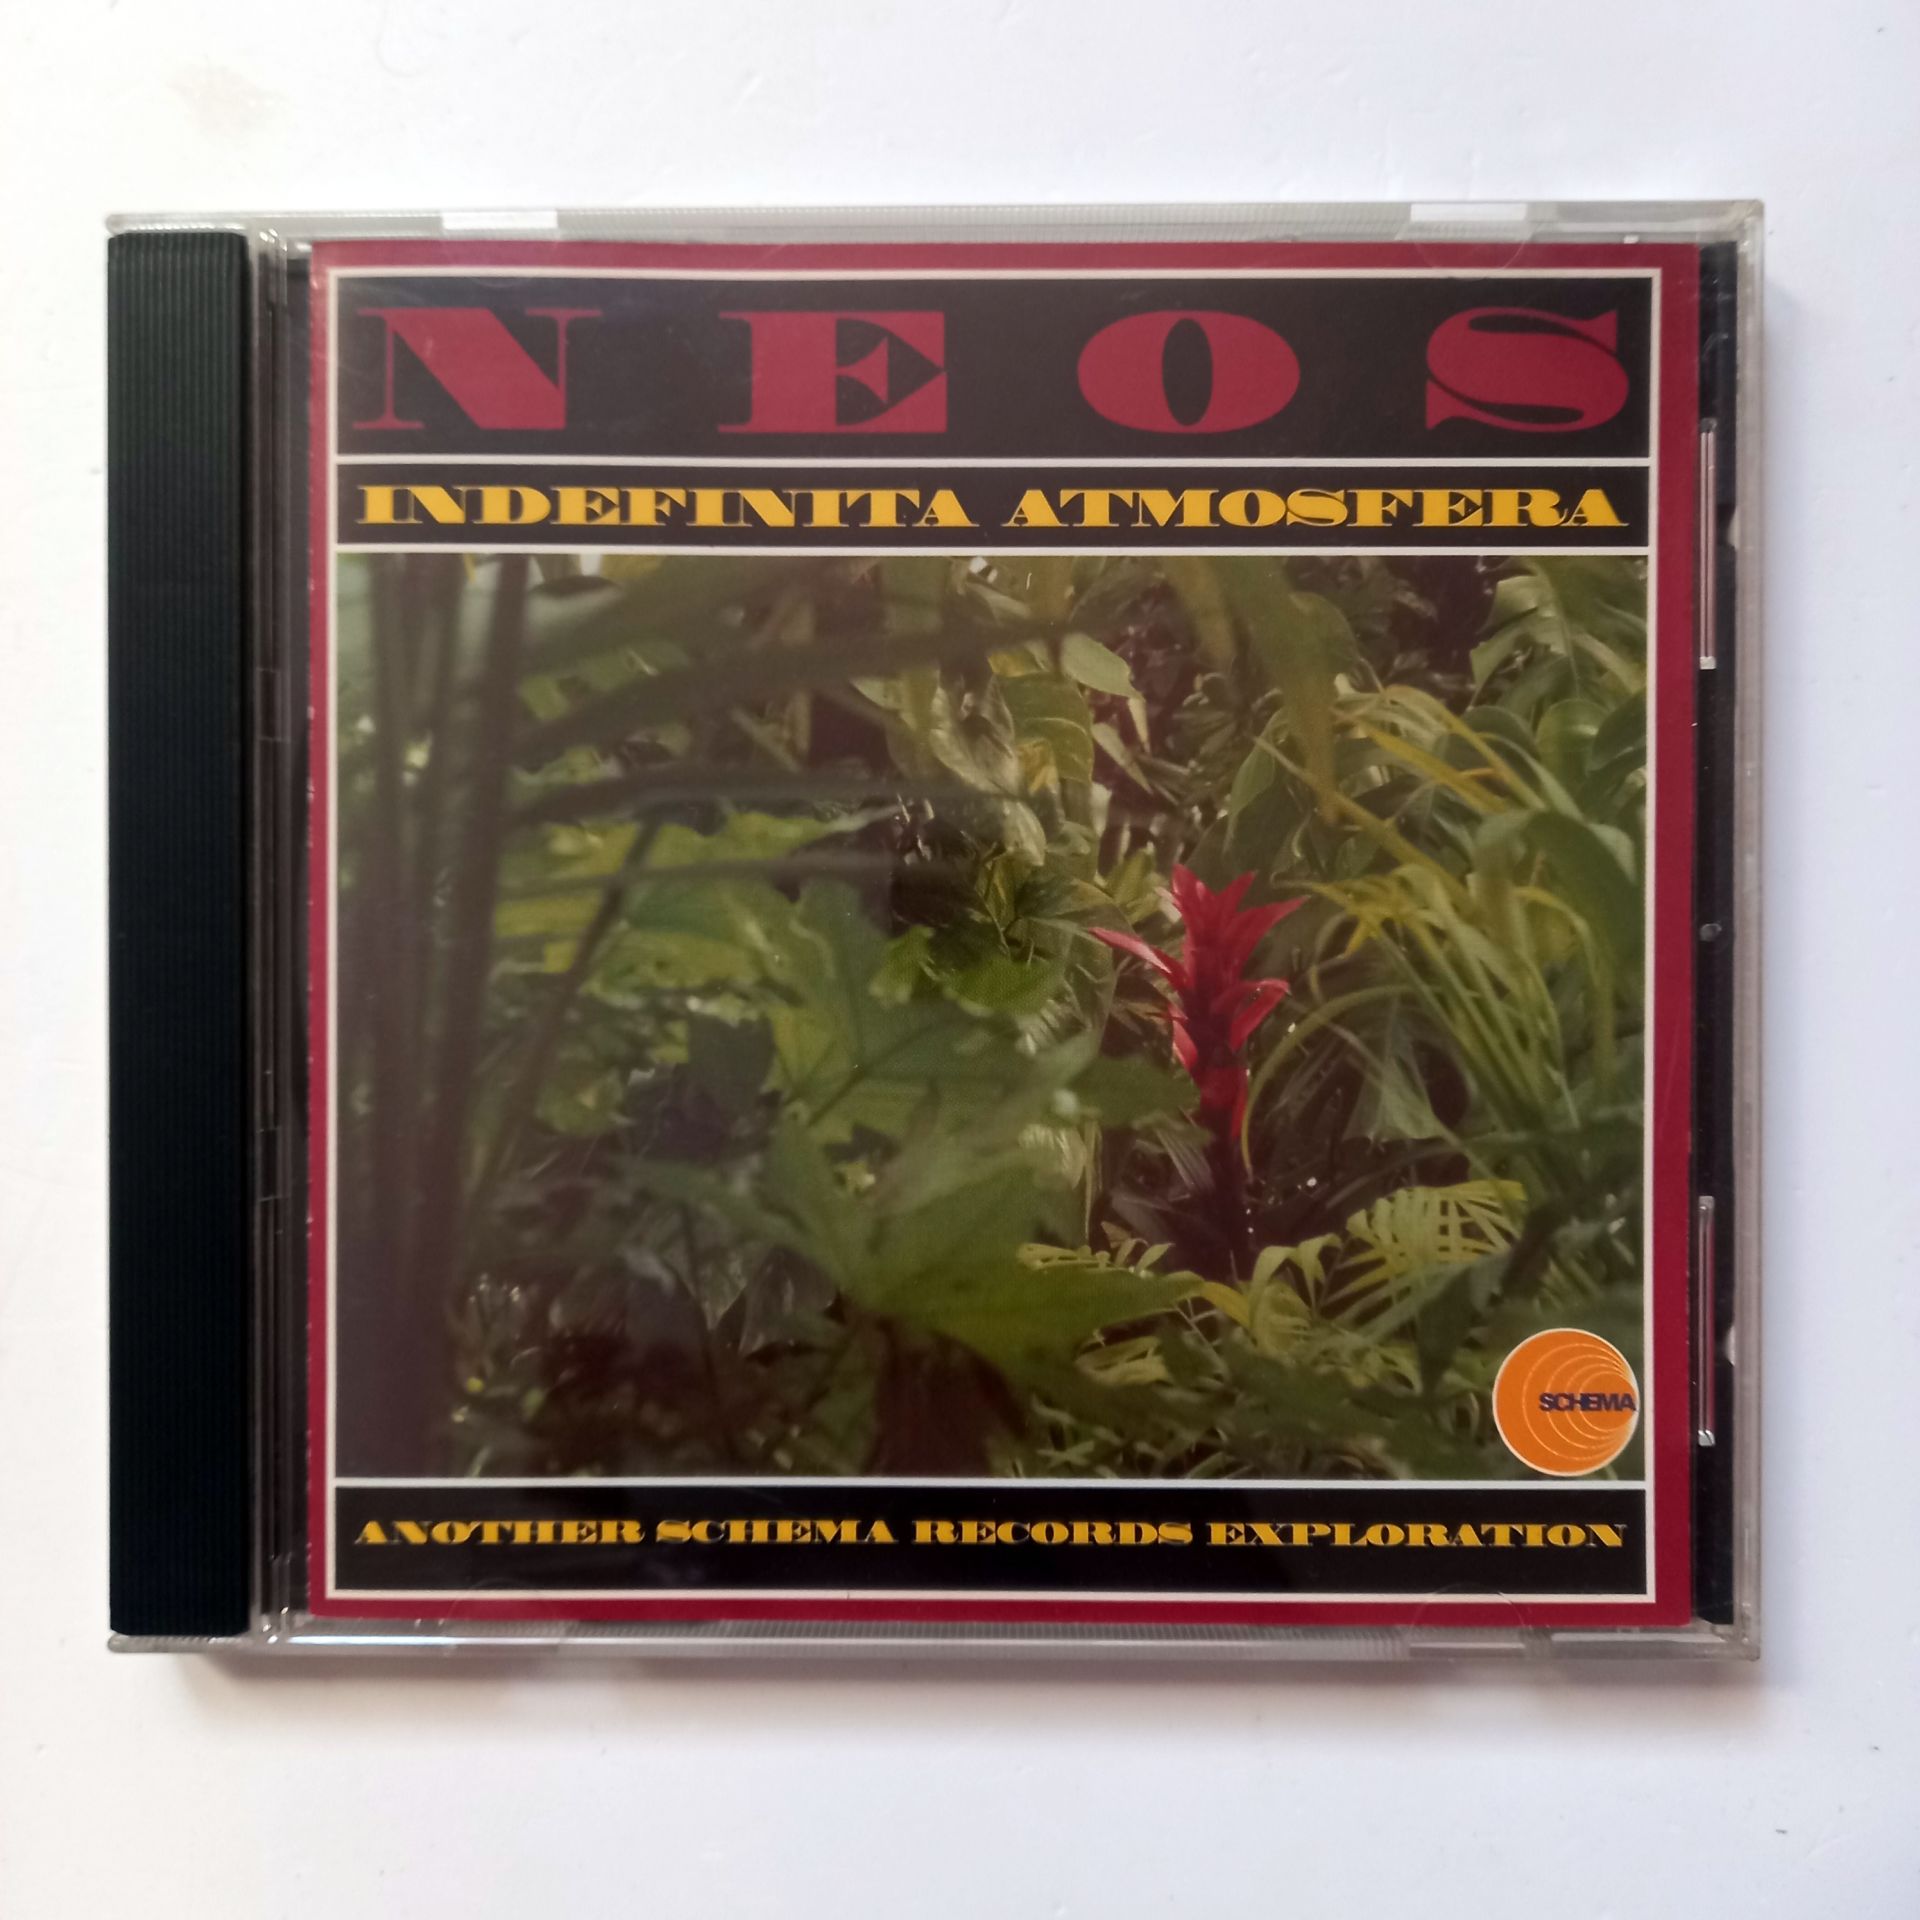 NEOS
INDEFINITA ATMOSFERA
SCHEMA
ANOTHER SCHEMA RECORDS EXPLORATION